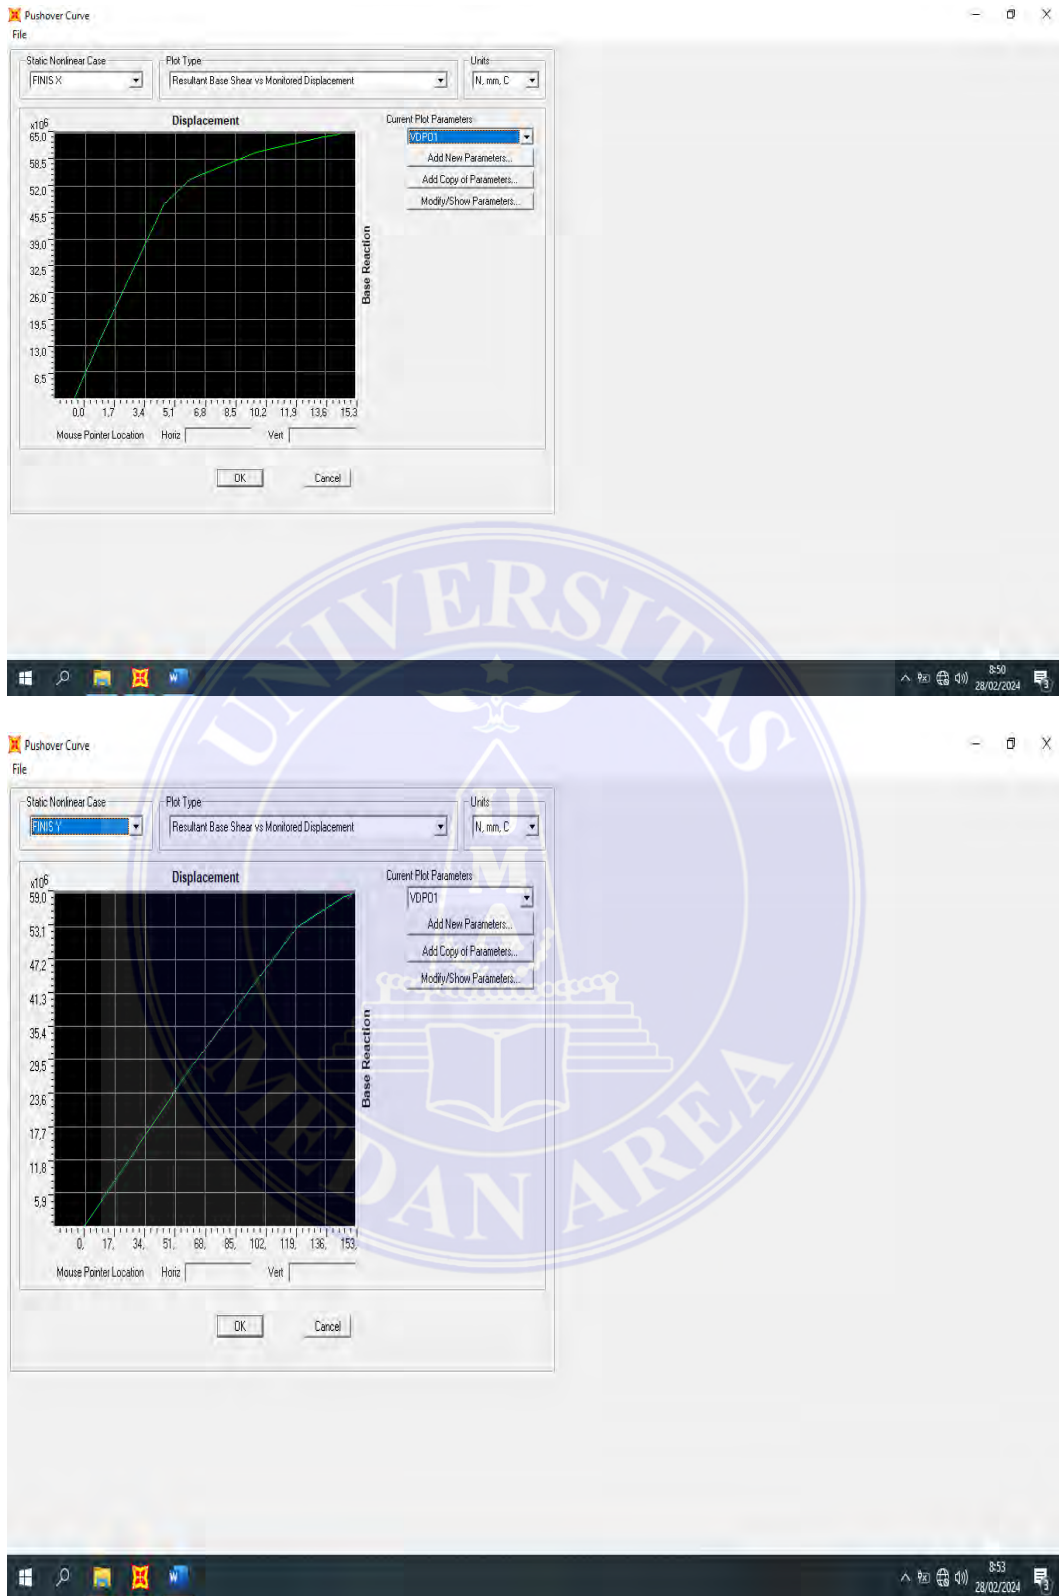 Pushover Curve
File
Static Nonlinear Case
Plot Type
Units
FINIS X
Resultant Base Shear vs Monitored Displacement
N, mm, C
Displacement
Current Plot Parameters
x10^6
VDPO1
65,0
Add New Parameters...
58,5
Add Copy of Parameters...
52,0
Modify/Show Parameters...
45,5
39,0
32,5
26,0
19,5
13,0
6,5
Base Reaction
0,0 1,7 3,4 5,1 6,8 8,5 10,2 11,9 13,6 15,3
Mouse Pointer Location Horiz Vert
OK Cancel
8:50
28/02/2024
3
UNIVERSITAS
UMA
MEDAN AREA
Pushover Curve
File
Static Nonlinear Case
Plot Type
Units
FINIS Y
Resultant Base Shear vs Monitored Displacement
N, mm, C
Displacement
Current Plot Parameters
x10^6
VDPO1
59,0
Add New Parameters...
53,1
Add Copy of Parameters...
47,2
Modify/Show Parameters...
41,3
35,4
29,5
23,6
17,7
11,8
5,9
Base Reaction
0, 17, 34, 51, 68, 85, 102, 119, 136, 153,
Mouse Pointer Location Horiz Vert
OK Cancel
8:53
28/02/2024
3